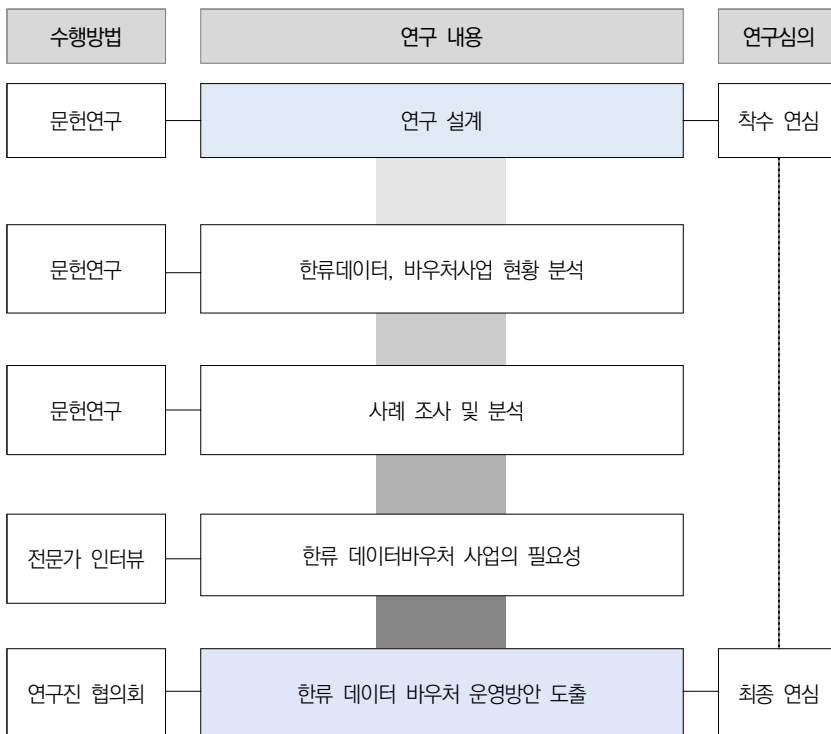 수행방법 연구 내용 연구심의
문헌연구 연구 설계 착수 연심
문헌연구 한류데이터, 바우처사업 현황 분석
문헌연구 사례 조사 및 분석
전문가 인터뷰 한류 데이터바우처 사업의 필요성
연구진 협의회 한류 데이터 바우처 운영방안 도출 최종 연심